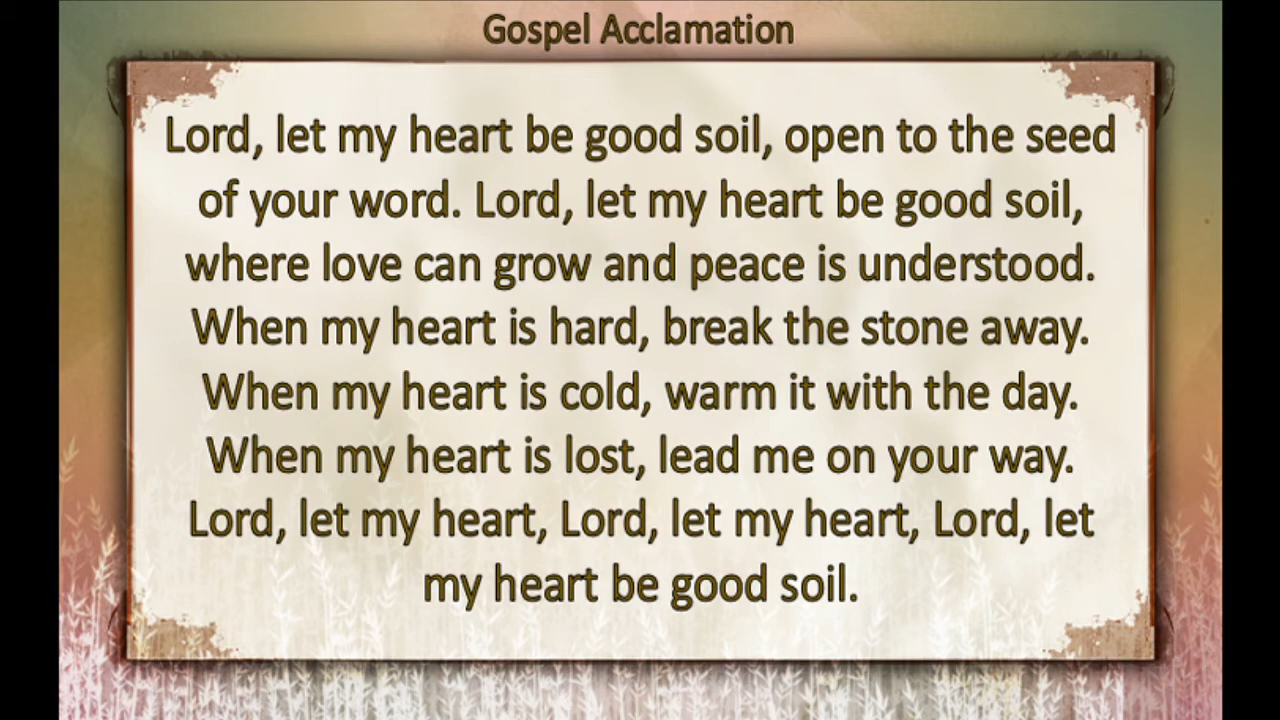 Gospel Acclamation
Lord, let my heart be good soil, open to the seed
of your word. Lord, let my heart be good soil,
where love can grow and peace is understood.
When my heart is hard, break the stone away.
When my heart is cold, warm it with the day.
When my heart is lost, lead me on your way.
Lord, let my heart, Lord, let my heart, Lord, let
my heart be good soil.